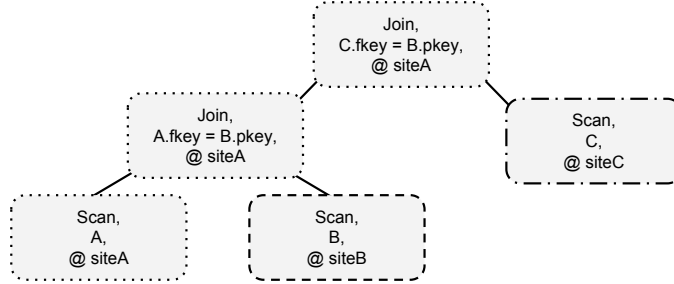 Join,
C.fkey = B.pkey,
@ siteA
Join,
A.fkey = B.pkey,
@ siteA
Scan,
C,
@ siteC
Scan,
A,
@ siteA
Scan,
B,
@ siteB